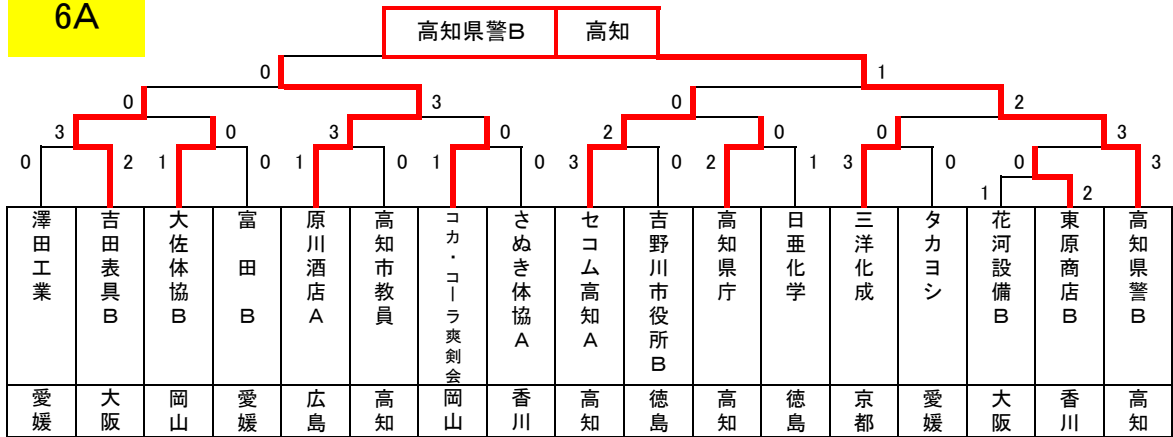 6A
高知県警B 高知
0 1
0 3 0 2
3 0 3 0 2 0 0 3
0 2 1 0 1 0 1 0 3 0 2 1 3 0 0 3
1 2
澤田工業
吉田表具B
大佐体協B
富田B
原川酒店A
高知市教員
コカ・コーラ爽剣会
さぬき体協A
セコム高知A
吉野川市役所B
高知県庁
日亜化学
三洋化成
タカヨシ
花河設備B
東原商店B
高知県警B
愛媛
大阪
岡山
愛媛
広島
高知
岡山
香川
高知
徳島
高知
徳島
京都
愛媛
大阪
香川
高知